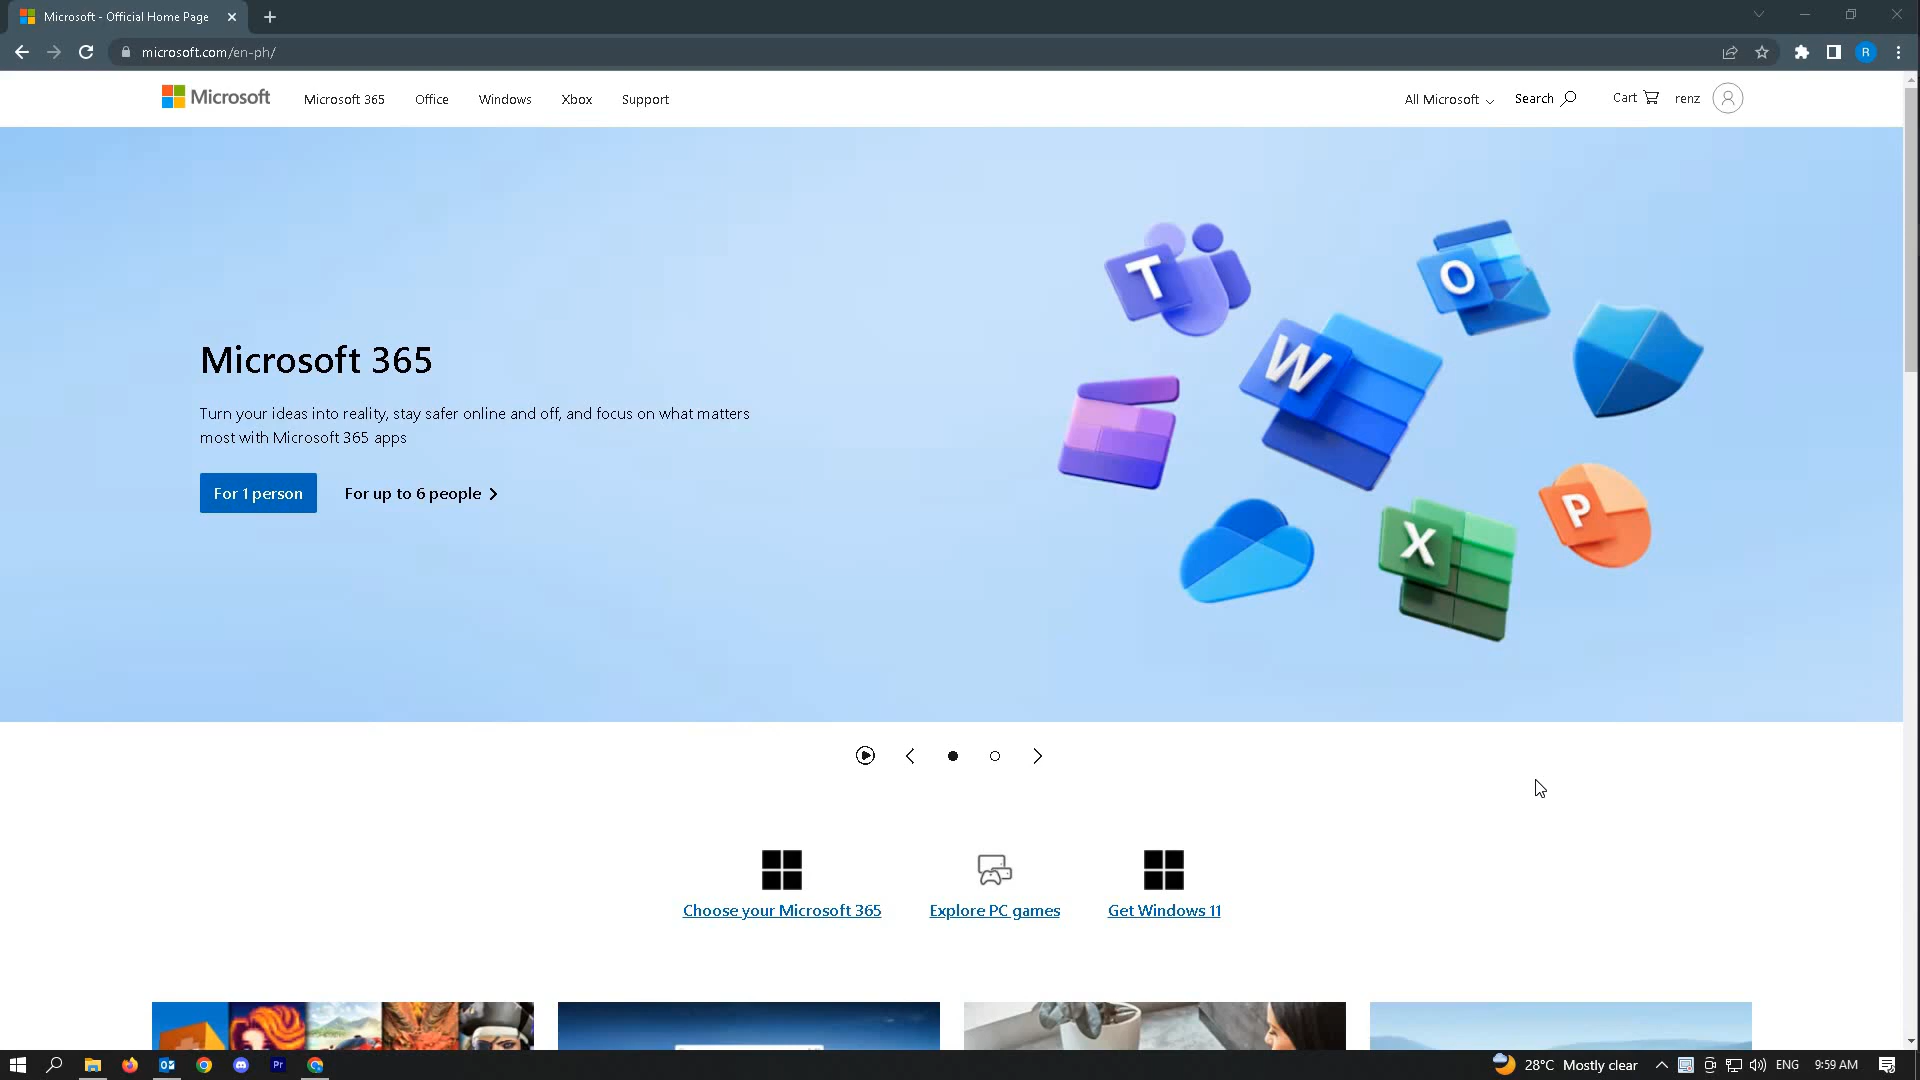 Microsoft - Official Home Page
microsoft.com/en-ph/
R
Microsoft
Microsoft 365
Office
Windows
Xbox
Support
All Microsoft
Search
Cart
renz
Microsoft 365
Turn your ideas into reality, stay safer online and off, and focus on what matters
most with Microsoft 365 apps
For 1 person
For up to 6 people
T
O
W
X
P
Choose your Microsoft 365
Explore PC games
Get Windows 11
Pr
28°C Mostly clear
ENG
9:59 AM